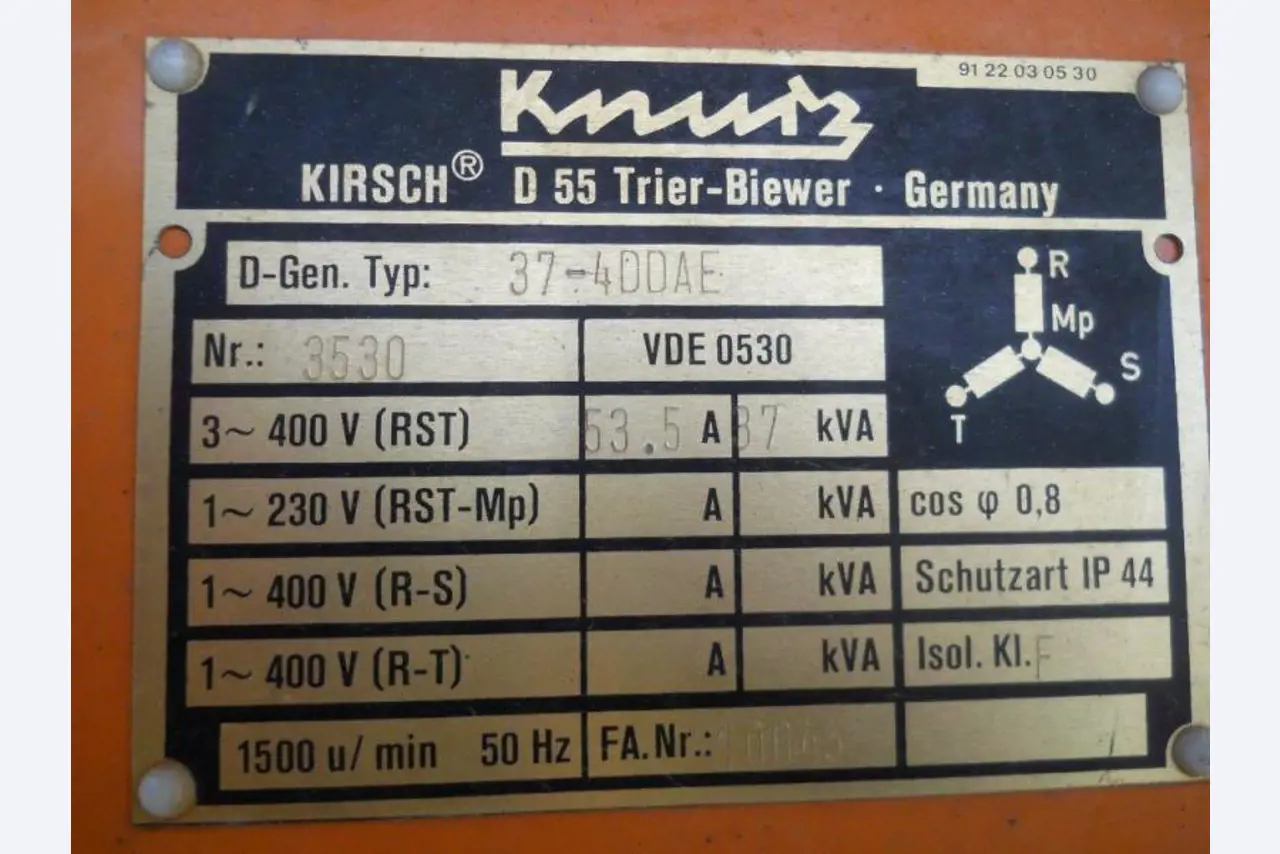 91 22 03 05 30
Knurz
KIRSCH® D 55 Trier-Biewer · Germany
D-Gen. Typ: 37-4DDAE
Nr.: 3530 VDE 0530
R
Mp
S
T
3~ 400 V (RST) 53.5 A 37 kVA
1~ 230 V (RST-Mp) A kVA
cos φ 0,8
1~ 400 V (R-S) A kVA
Schutzart IP 44
1~ 400 V (R-T) A kVA
Isol. Kl. F
1500 u/min 50 Hz FA.Nr.: